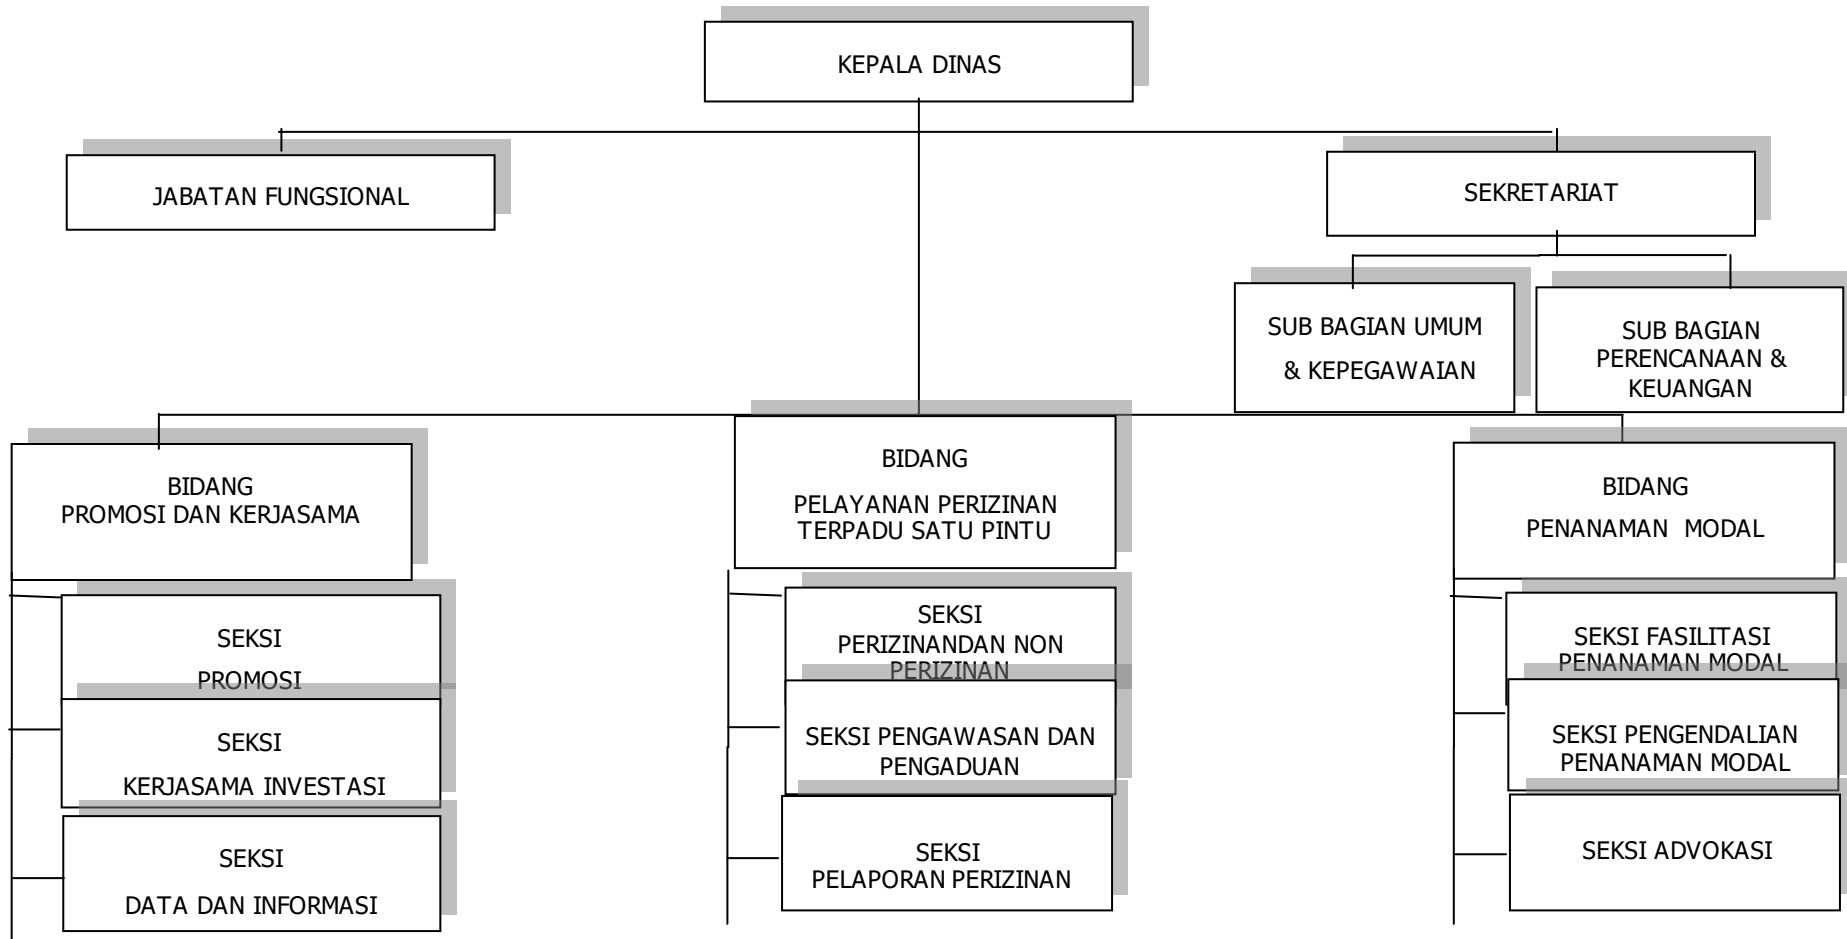 KEPALA DINAS
JABATAN FUNGSIONAL
SEKRETARIAT
SUB BAGIAN UMUM
& KEPEGAWAIAN
SUB BAGIAN
PERENCANAAN &
KEUANGAN
BIDANG
PROMOSI DAN KERJASAMA
SEKSI
PROMOSI
SEKSI
KERJASAMA INVESTASI
SEKSI
DATA DAN INFORMASI
BIDANG
PELAYANAN PERIZINAN
TERPADU SATU PINTU
SEKSI
PERIZINANDAN NON
PERIZINAN
SEKSI PENGAWASAN DAN
PENGADUAN
SEKSI
PELAPORAN PERIZINAN
BIDANG
PENANAMAN  MODAL
SEKSI FASILITASI
PENANAMAN MODAL
SEKSI PENGENDALIAN
PENANAMAN MODAL
SEKSI ADVOKASI